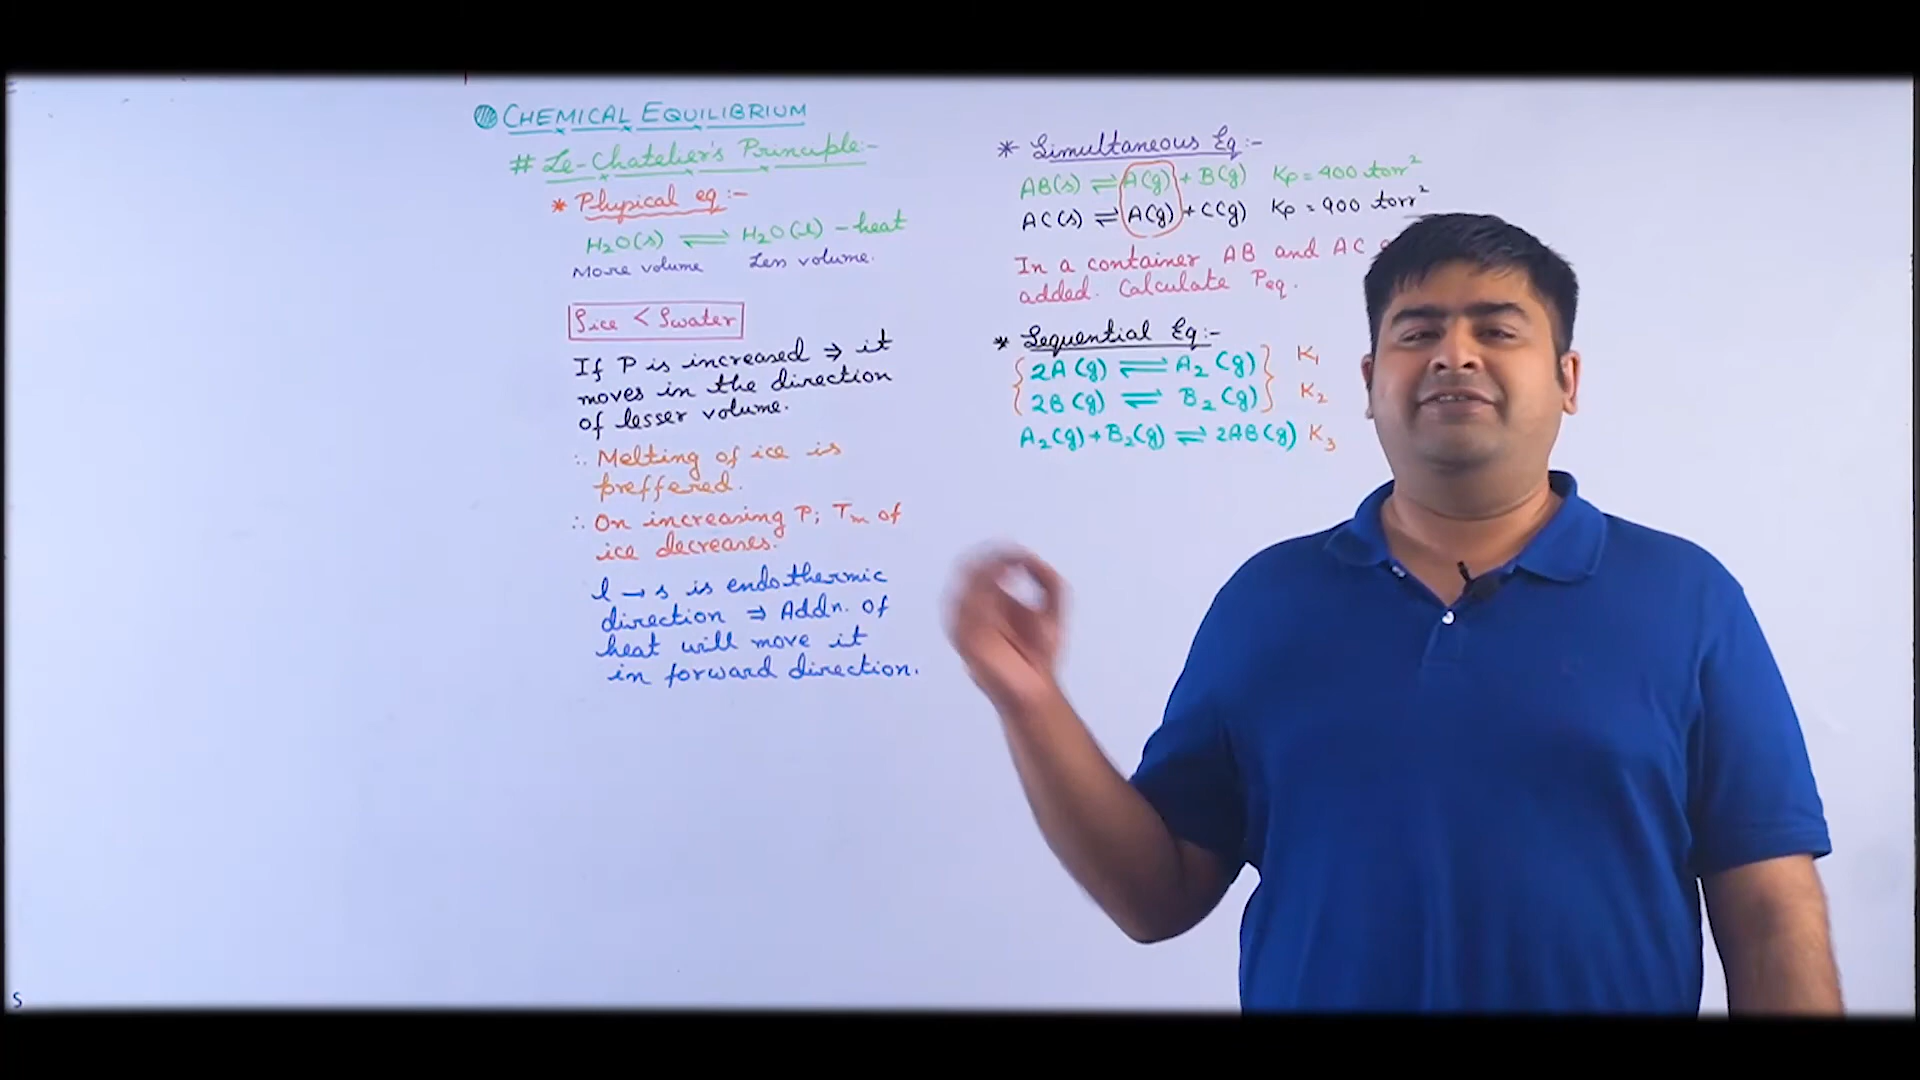 CHEMICAL EQUILIBRIUM
# Le-Chatelier's Principle:-
* Physical eq:-
H₂O(s) ⇌ H₂O(l) - heat
More volume Less volume.
ρice < ρwater
If P is increased ⇒ it
moves in the direction
of lesser volume.
∴ Melting of ice is
preffered.
∴ On increasing P; Tm of
ice decreases.
l → s is endothermic
direction ⇒ Addn. of
heat will move it
in forward direction.
* Simultaneous Eq:-
AB(s) ⇌ A(g) + B(g) Kp = 400 torr²
AC(s) ⇌ A(g) + C(g) Kp = 900 torr²
In a container AB and AC
added. Calculate Peq.
* Sequential Eq:-
2A(g) ⇌ A₂(g) K₁
2B(g) ⇌ B₂(g) K₂
A₂(g) + B₂(g) ⇌ 2AB(g) K₃
S